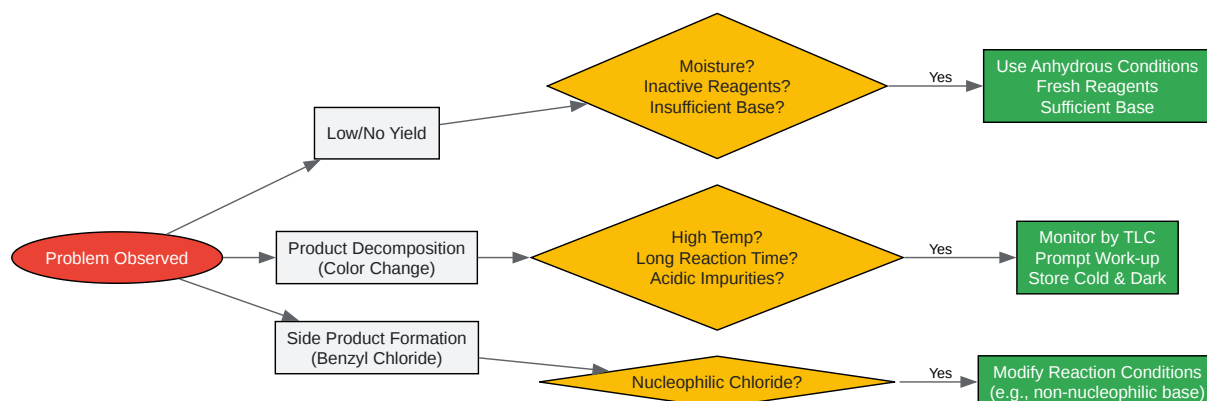 Moisture?
Inactive Reagents?
Insufficient Base?
Yes
Use Anhydrous Conditions
Fresh Reagents
Sufficient Base
Low/No Yield
Problem Observed
Product Decomposition
(Color Change)
High Temp?
Long Reaction Time?
Acidic Impurities?
Yes
Monitor by TLC
Prompt Work-up
Store Cold & Dark
Side Product Formation
(Benzyl Chloride)
Nucleophilic Chloride?
Yes
Modify Reaction Conditions
(e.g., non-nucleophilic base)